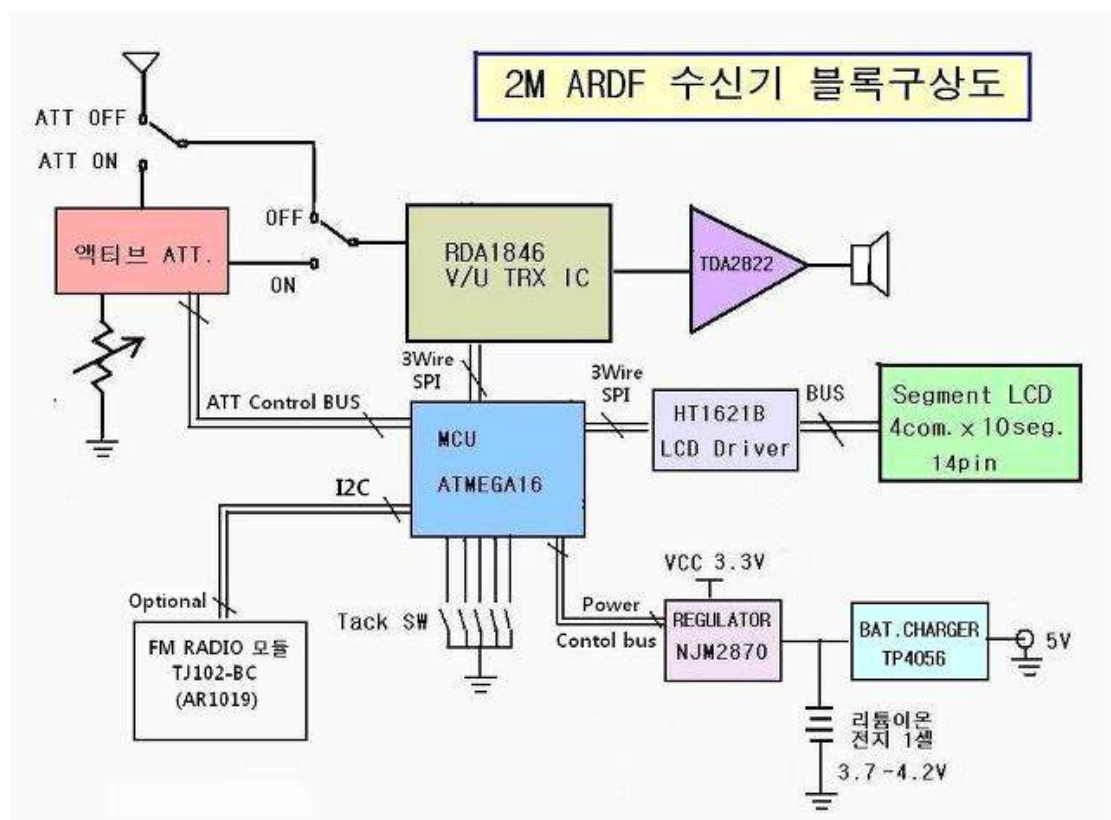 2M ARDF 수신기 블록구상도
ATT OFF
ATT ON
액티브 ATT.
OFF
ON
RDA1846
V/U TRX IC
TDA2822
3Wire
SPI
3Wire
SPI
ATT Control BUS
MCU
ATMEGA16
HT1621B
LCD Driver
BUS
Segment LCD
4com. x 10seg.
14pin
I2C
Optional
FM RADIO 모듈
TJ102-BC
(AR1019)
Tack SW
VCC 3.3V
Power
Contol bus
REGULATOR
NJM2870
BAT.CHARGER
TP4056
5V
리튬이온
전지 1셀
3.7-4.2V